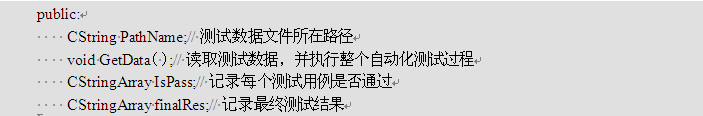 public:
CString PathName;// 测试数据文件所在路径
void GetData( );// 读取测试数据，并执行整个自动化测试过程
CStringArray IsPass;// 记录每个测试用例是否通过
CStringArray finalRes;// 记录最终测试结果